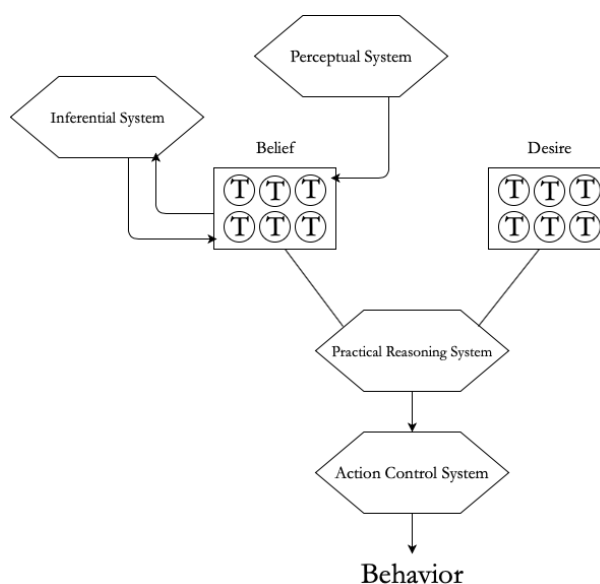 Perceptual System
Inferential System
Belief
Desire
T T T
T T T
T T T
T T T
Practical Reasoning System
Action Control System
Behavior